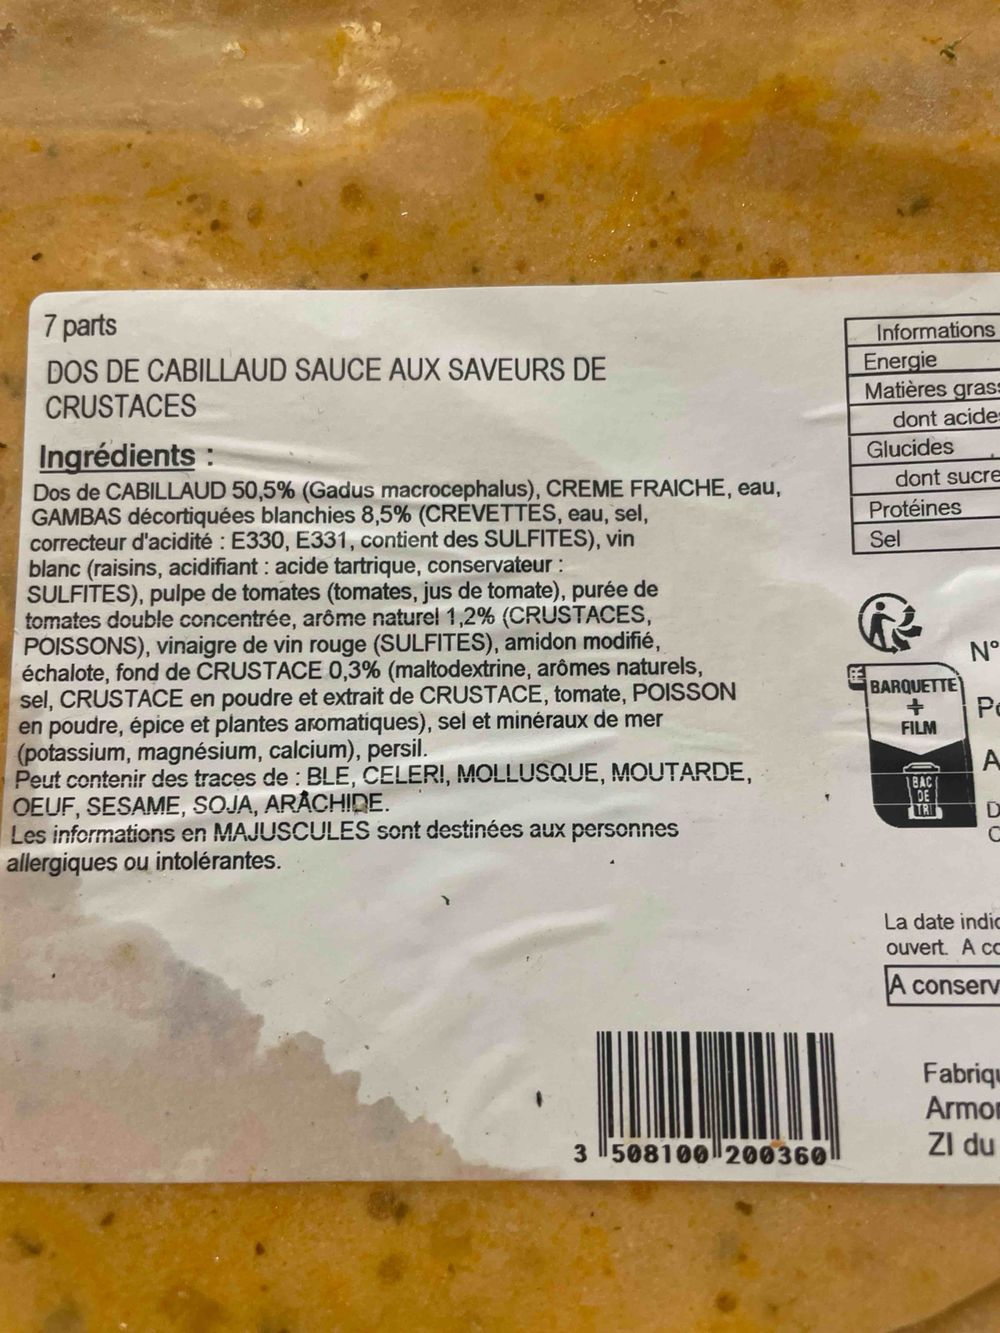 7 parts
DOS DE CABILLAUD SAUCE AUX SAVEURS DE
CRUSTACES
Ingrédients :
Dos de CABILLAUD 50,5% (Gadus macrocephalus), CREME FRAICHE, eau,
GAMBAS décortiquées blanchies 8,5% (CREVETTES, eau, sel,
correcteur d'acidité : E330, E331, contient des SULFITES), vin
blanc (raisins, acidifiant : acide tartrique, conservateur :
SULFITES), pulpe de tomates (tomates, jus de tomate), purée de
tomates double concentrée, arôme naturel 1,2% (CRUSTACES,
POISSONS), vinaigre de vin rouge (SULFITES), amidon modifié,
échalote, fond de CRUSTACE 0,3% (maltodextrine, arômes naturels,
sel, CRUSTACE en poudre et extrait de CRUSTACE, tomate, POISSON
en poudre, épice et plantes aromatiques), sel et minéraux de mer
(potassium, magnésium, calcium), persil.
Peut contenir des traces de : BLE, CELERI, MOLLUSQUE, MOUTARDE,
OEUF, SESAME, SOJA, ARACHIDE.
Les informations en MAJUSCULES sont destinées aux personnes
allergiques ou intolérantes.
Informations
Energie
Matières grass
dont acide
Glucides
dont sucre
Protéines
Sel
FR
BARQUETTE
+
FILM
BAC
DE
TRI
N°
Po
A
D
C
La date indic
ouvert. A co
A conserv
Fabriqu
Armor
ZI du
3 508100 200360